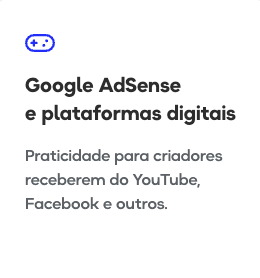 Google AdSense
e plataformas digitais
Praticidade para criadores
receberem do YouTube,
Facebook e outros.